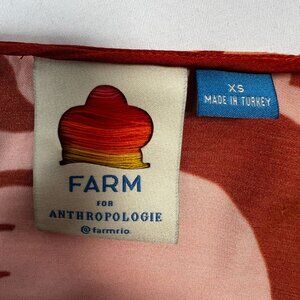 FARM
FOR
ANTHROPOLOGIE
@farmrio
XS
MADE IN TURKEY